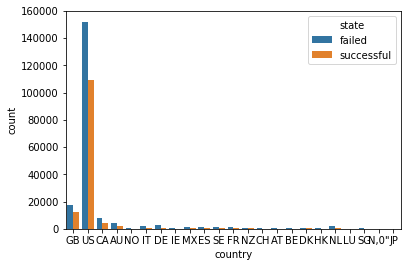 160000
140000
120000
100000
80000
60000
40000
20000
0
count
state
failed
successful
GB US CA AU NO IT DE IE MX ES SE FR NZ CH AT BE DK HK NL LU SG N,0" JP
country